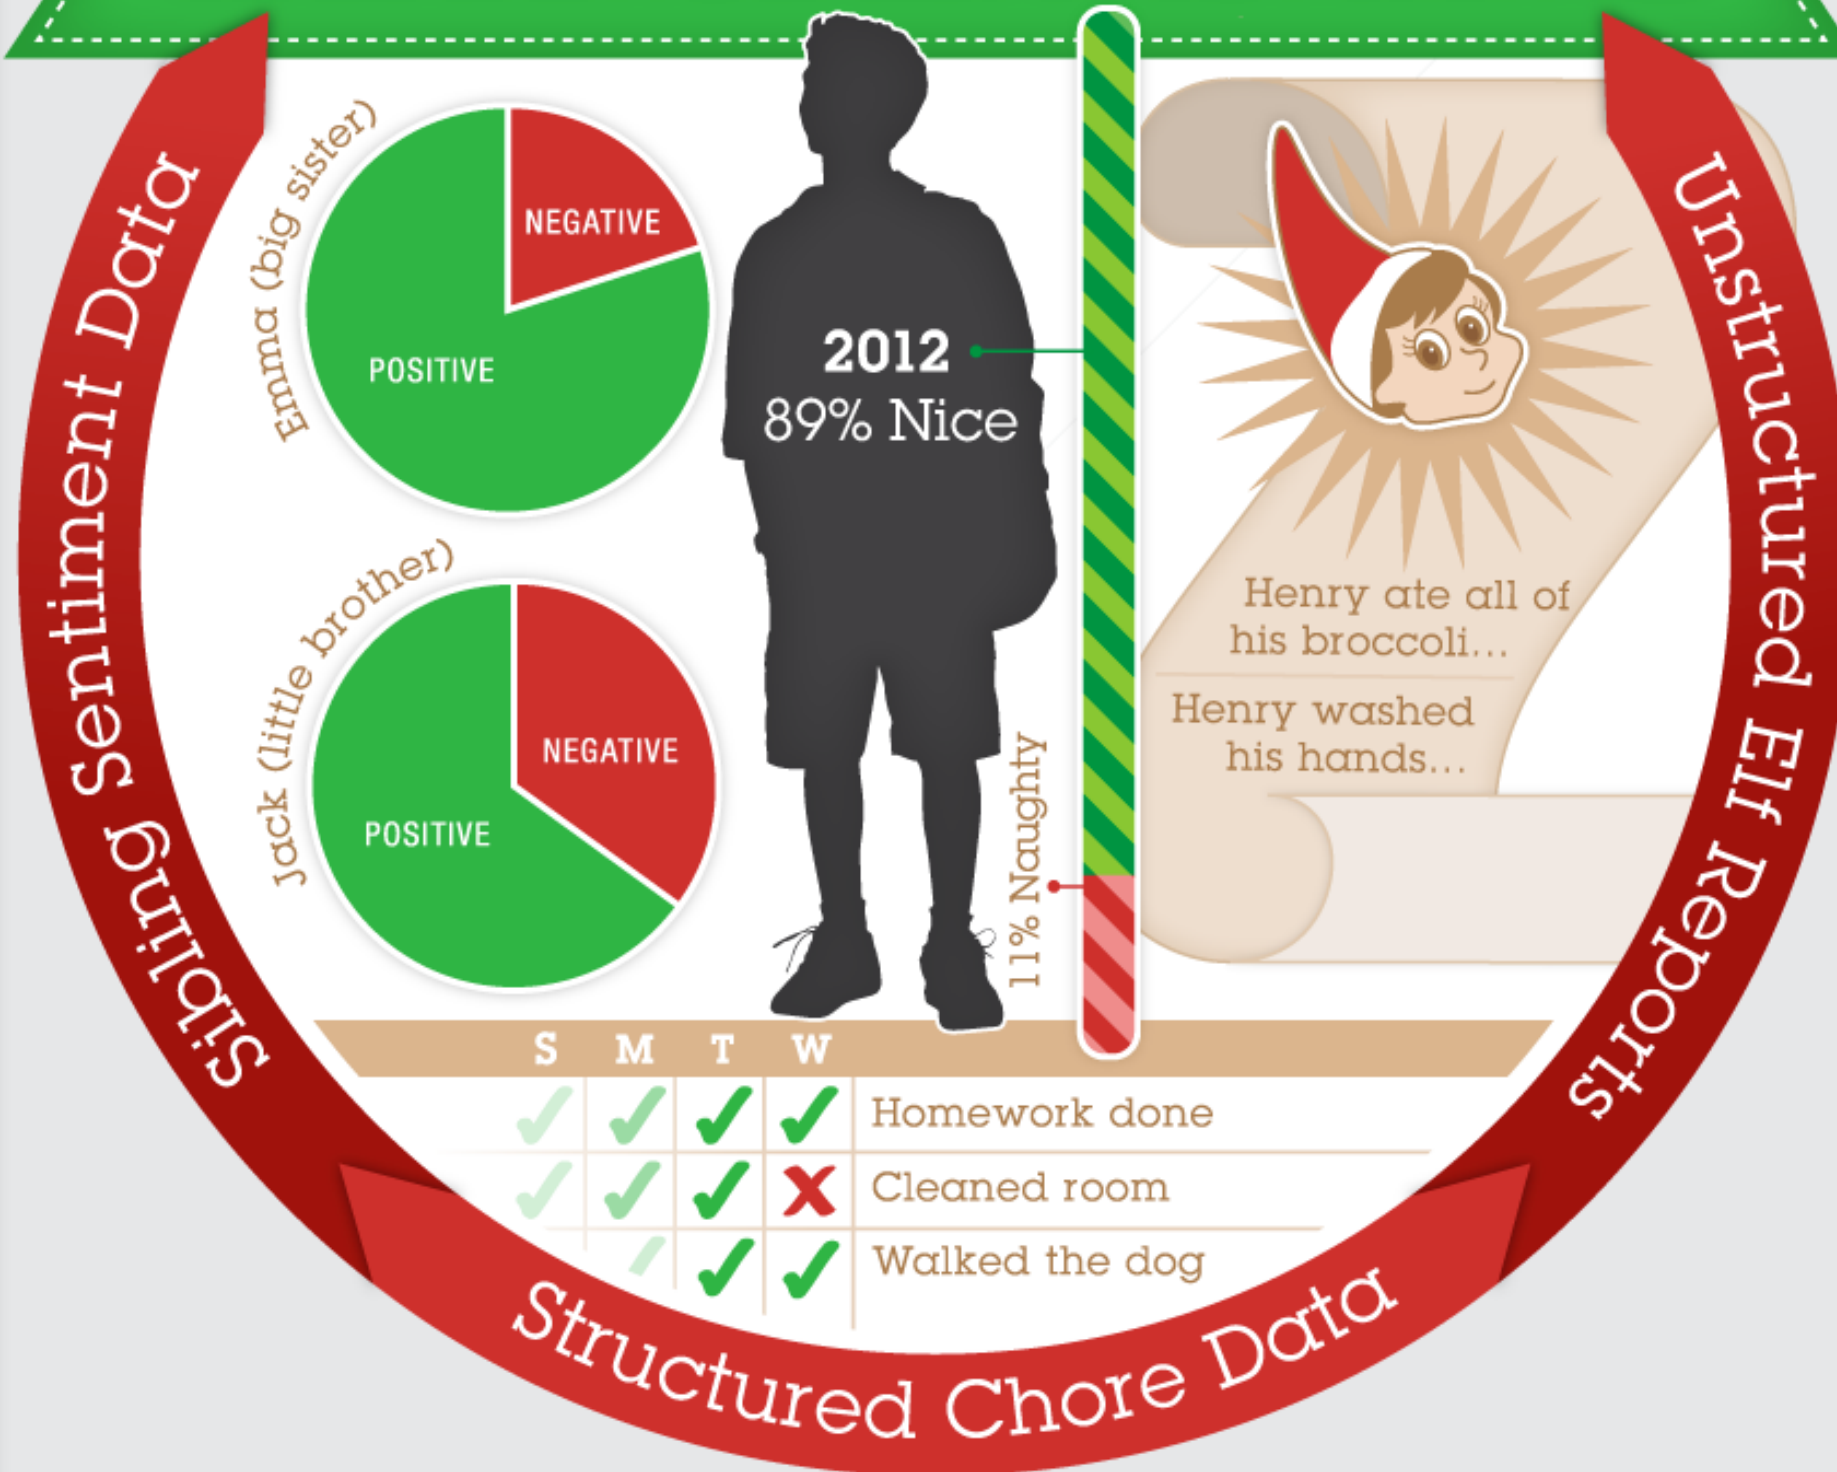 Sibling Sentiment Data
Emma (big sister)
NEGATIVE
POSITIVE
Jack (little brother)
NEGATIVE
POSITIVE
2012
89% Nice
11% Naughty
Unstructured Elf Reports
Henry ate all of
his broccoli...
Henry washed
his hands...
S M T W
Homework done
Cleaned room
Walked the dog
Structured Chore Data